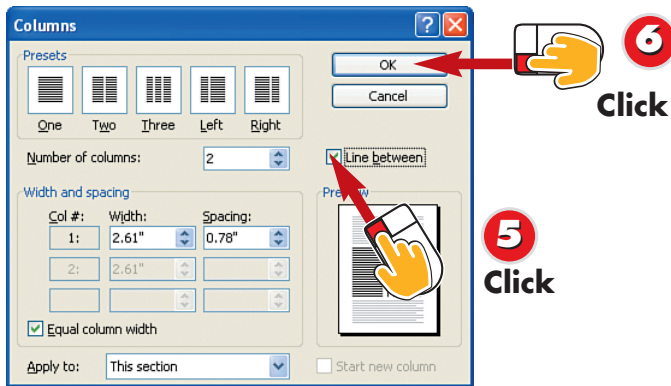 Columns
Presets
One Two Three Left Right
OK
Cancel
6
Click
Number of columns: 2
Line between
Width and spacing
Col #: Width: Spacing:
1: 2.61" 0.78"
2: 2.61"
Equal column width
5
Click
Apply to: This section
Start new column